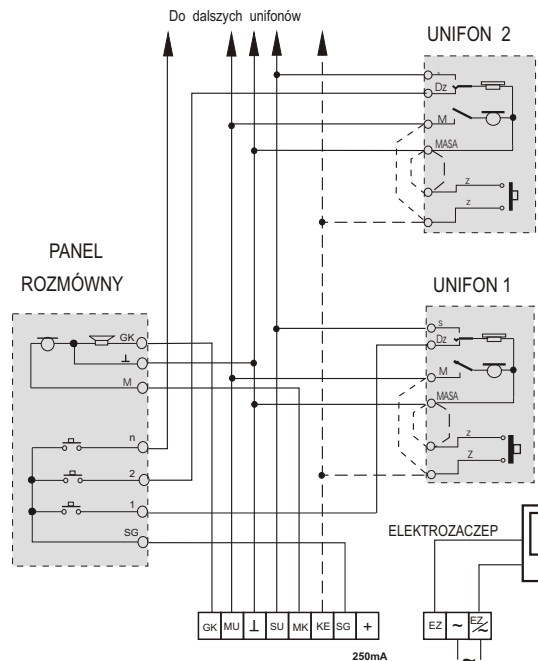 Do dalszych unifonów
UNIFON 2
s
Dz
M
MASA
z
z
PANEL
ROZMÓWNY
UNIFON 1
GK
⊥
M
s
Dz
M
MASA
z
Z
n
2
1
SG
ELEKTROZACZEP
GK MU ⊥ SU MK KE SG +
EZ ~ EZ/~
250mA
~